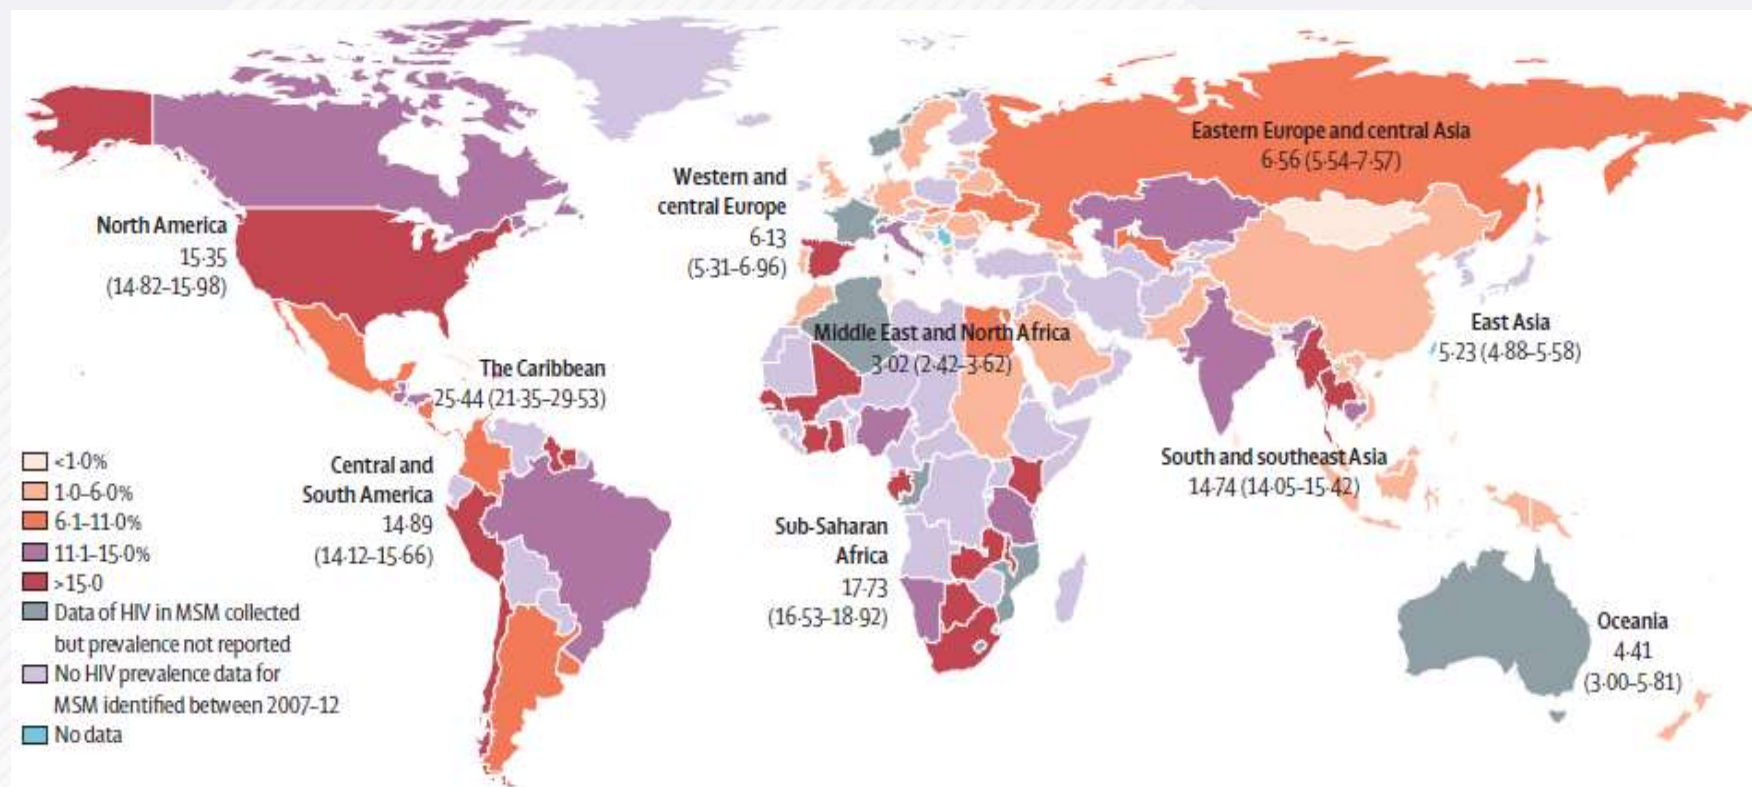 Eastern Europe and central Asia
6·56 (5·54–7·57)
Western and
central Europe
6·13
(5·31–6·96)
North America
15·35
(14·82–15·98)
East Asia
5·23 (4·88–5·58)
Middle East and North Africa
3·02 (2·42–3·62)
The Caribbean
25·44 (21·35–29·53)
Central and
South America
14·89
(14·12–15·66)
South and southeast Asia
14·74 (14·05–15·42)
Sub-Saharan
Africa
17·73
(16·53–18·92)
Oceania
4·41
(3·00–5·81)
<1·0%
1·0–6·0%
6·1–11·0%
11·1–15·0%
>15·0
Data of HIV in MSM collected
but prevalence not reported
No HIV prevalence data for
MSM identified between 2007–12
No data